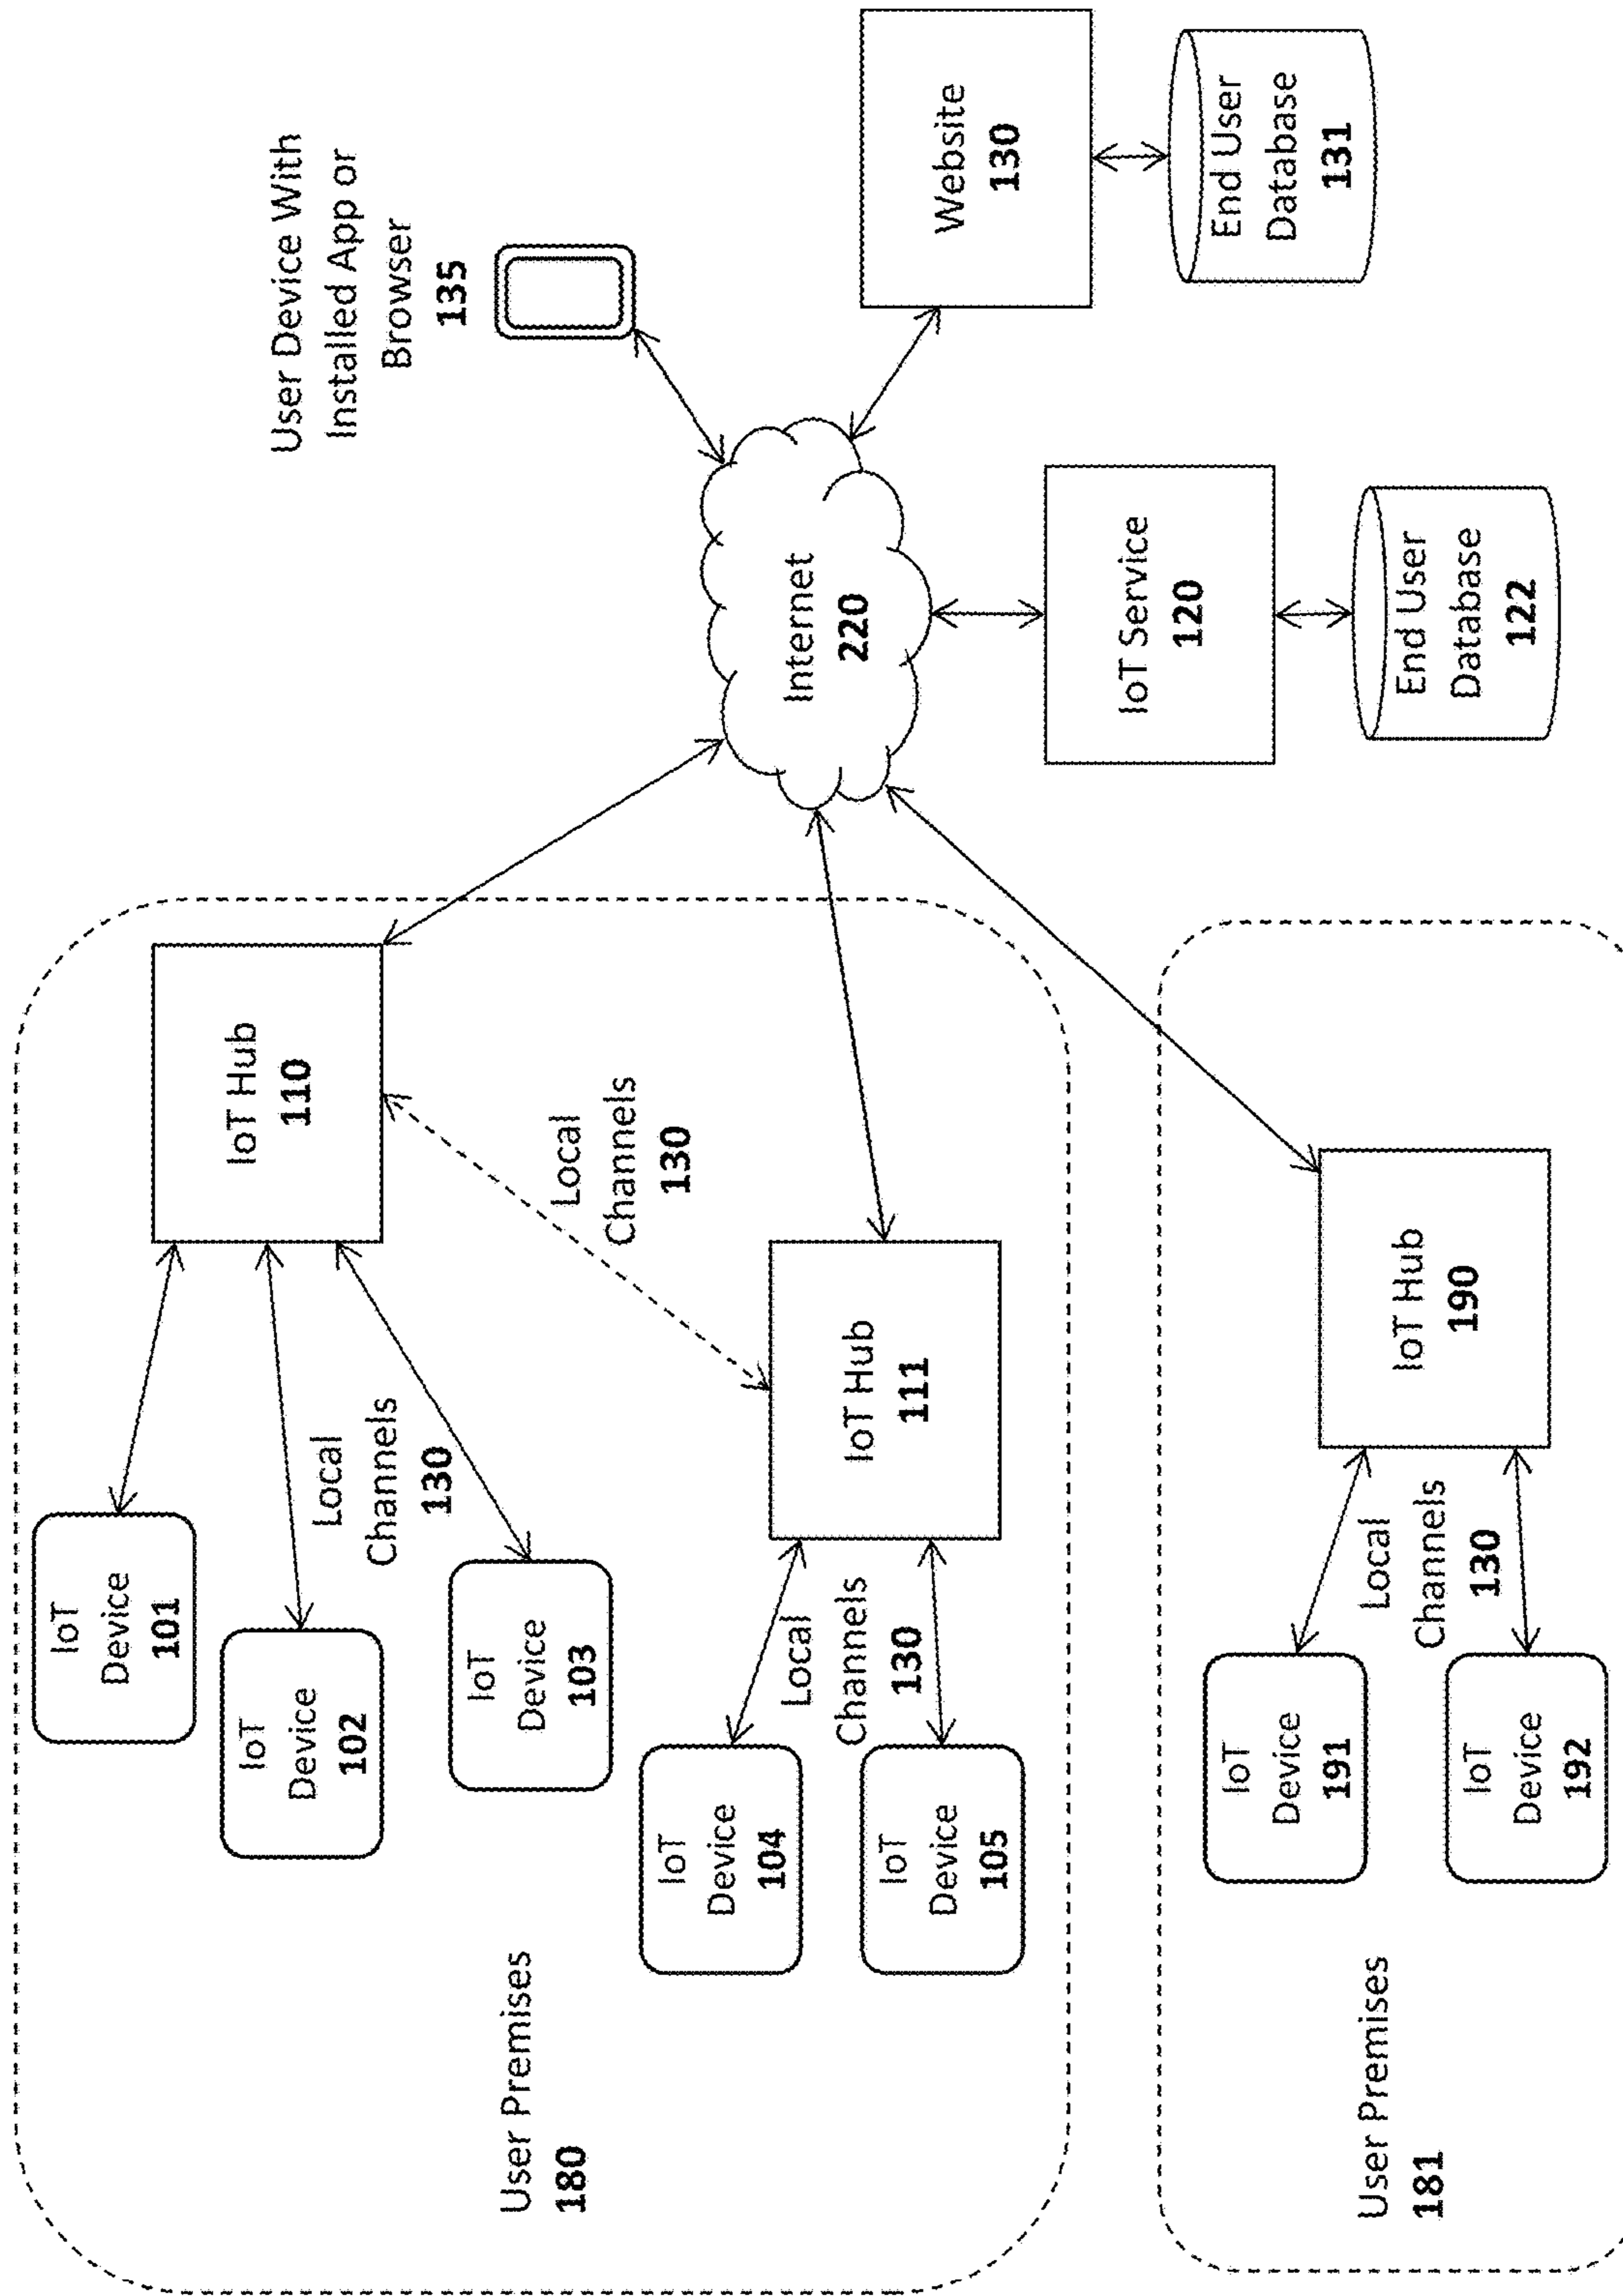 IoT
Device
101
IoT
Device
102
IoT
Device
103
Local
Channels
130
IoT Hub
110
User Device With
Installed App or
Browser
135
User Premises
180
Local
Channels
130
IoT
Device
104
IoT
Device
105
Local
Channels
130
IoT Hub
111
Internet
220
Website
130
End User
Database
131
IoT Service
120
End User
Database
122
User Premises
181
IoT
Device
191
IoT
Device
192
Local
Channels
130
IoT Hub
190